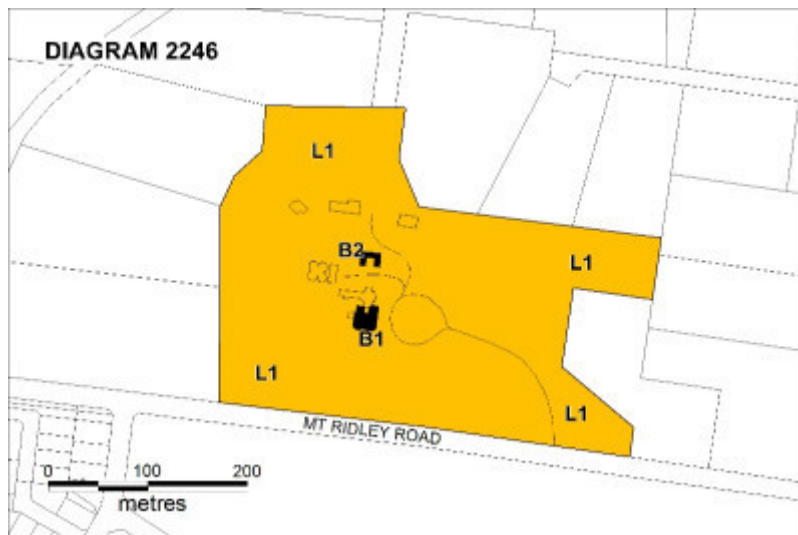 DIAGRAM 2246
L1
B2
L1
B1
L1
L1
MT RIDLEY ROAD
0 100 200
metres